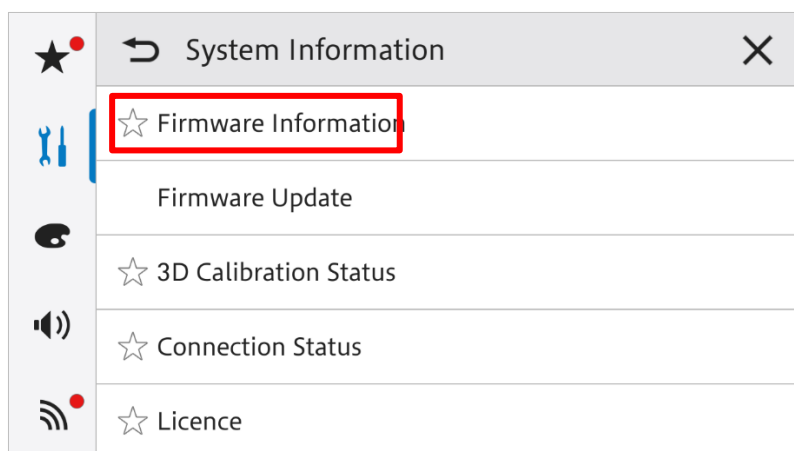 System Information
Firmware Information
Firmware Update
3D Calibration Status
Connection Status
Licence